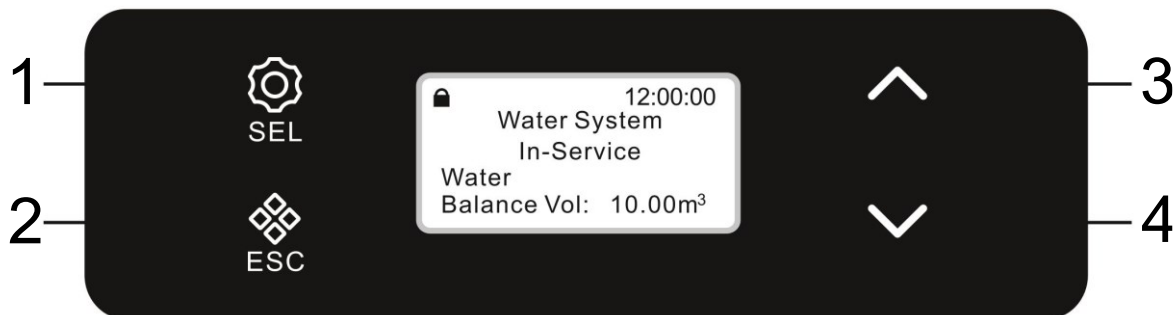 1
SEL
2
ESC
12:00:00
Water System
In-Service
Water
Balance Vol: 10.00m³
3
4